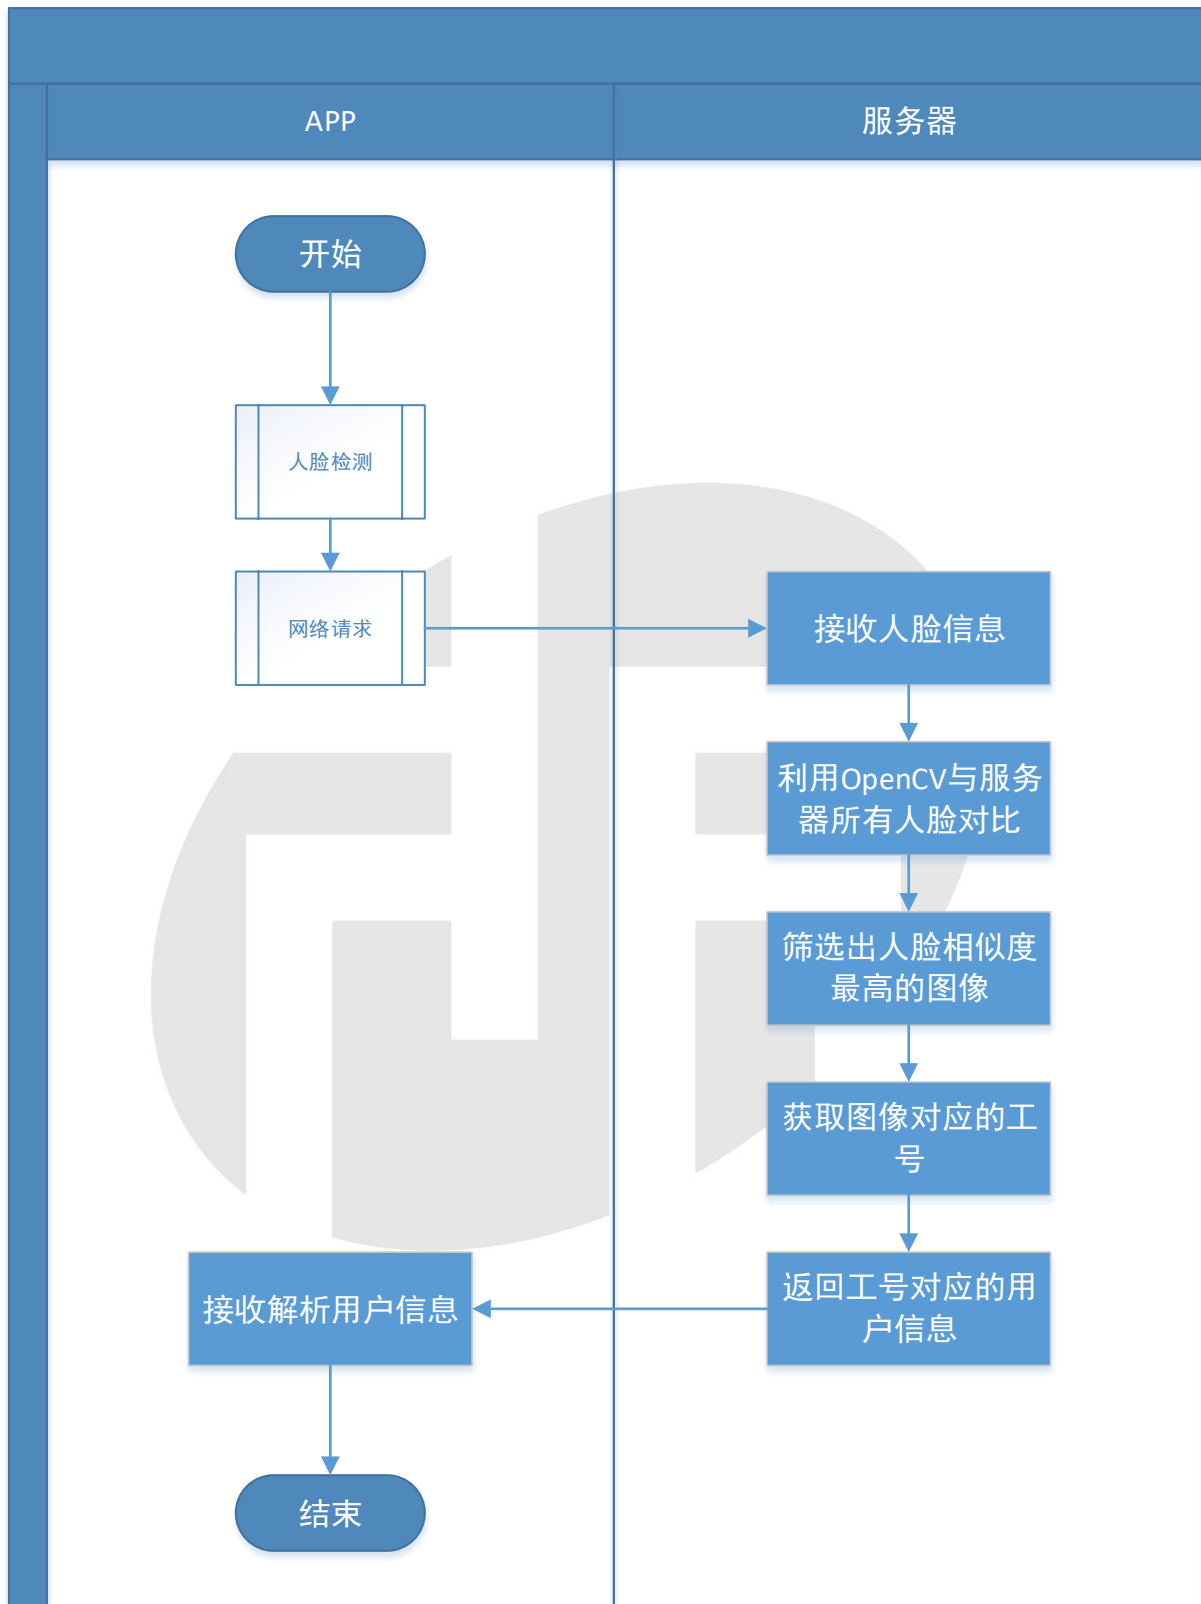 APP
服务器
开始
人脸检测
网络请求
接收人脸信息
利用OpenCV与服务
器所有人脸对比
筛选出人脸相似度
最高的图像
获取图像对应的工
号
返回工号对应的用
户信息
接收解析用户信息
结束